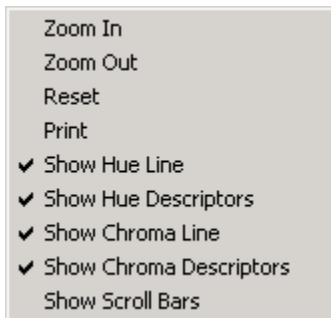 Zoom In
Zoom Out
Reset
Print
Show Hue Line
Show Hue Descriptors
Show Chroma Line
Show Chroma Descriptors
Show Scroll Bars